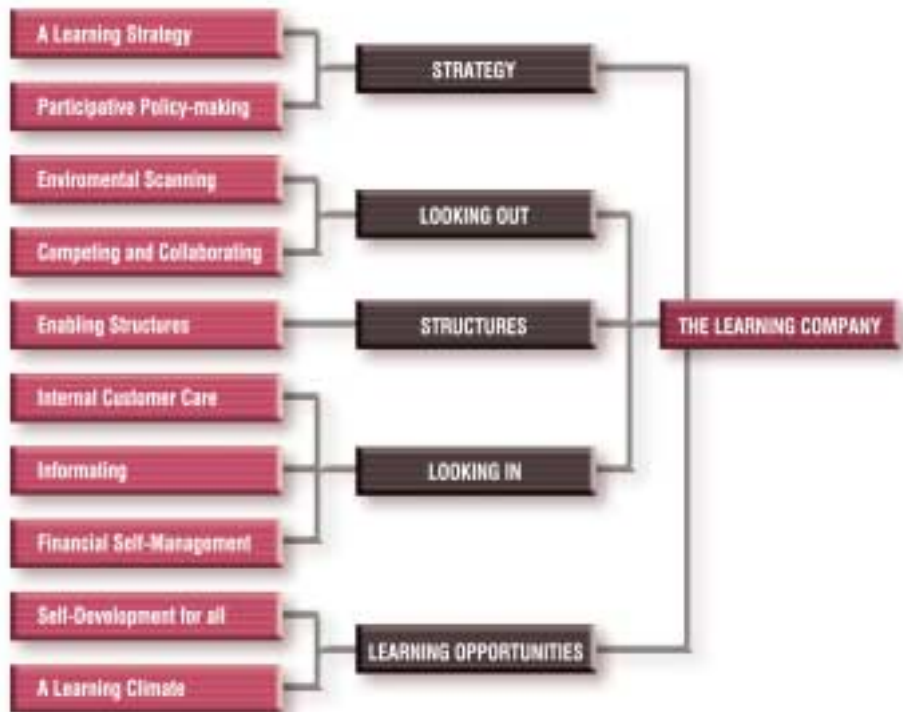 A Learning Strategy
Participative Policy-making
STRATEGY
Enviromental Scanning
Competing and Collaborating
LOOKING OUT
Enabling Structures
STRUCTURES
THE LEARNING COMPANY
Internal Customer Care
Informating
Financial Self-Management
LOOKING IN
Self-Development for all
A Learning Climate
LEARNING OPPORTUNITIES